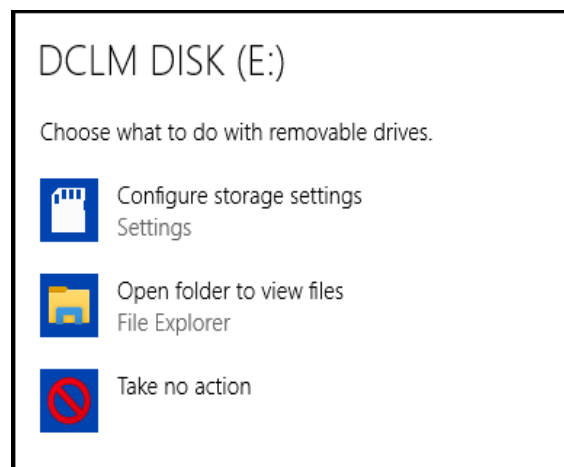 DCLM DISK (E:)
Choose what to do with removable drives.
Configure storage settings
Settings
Open folder to view files
File Explorer
Take no action